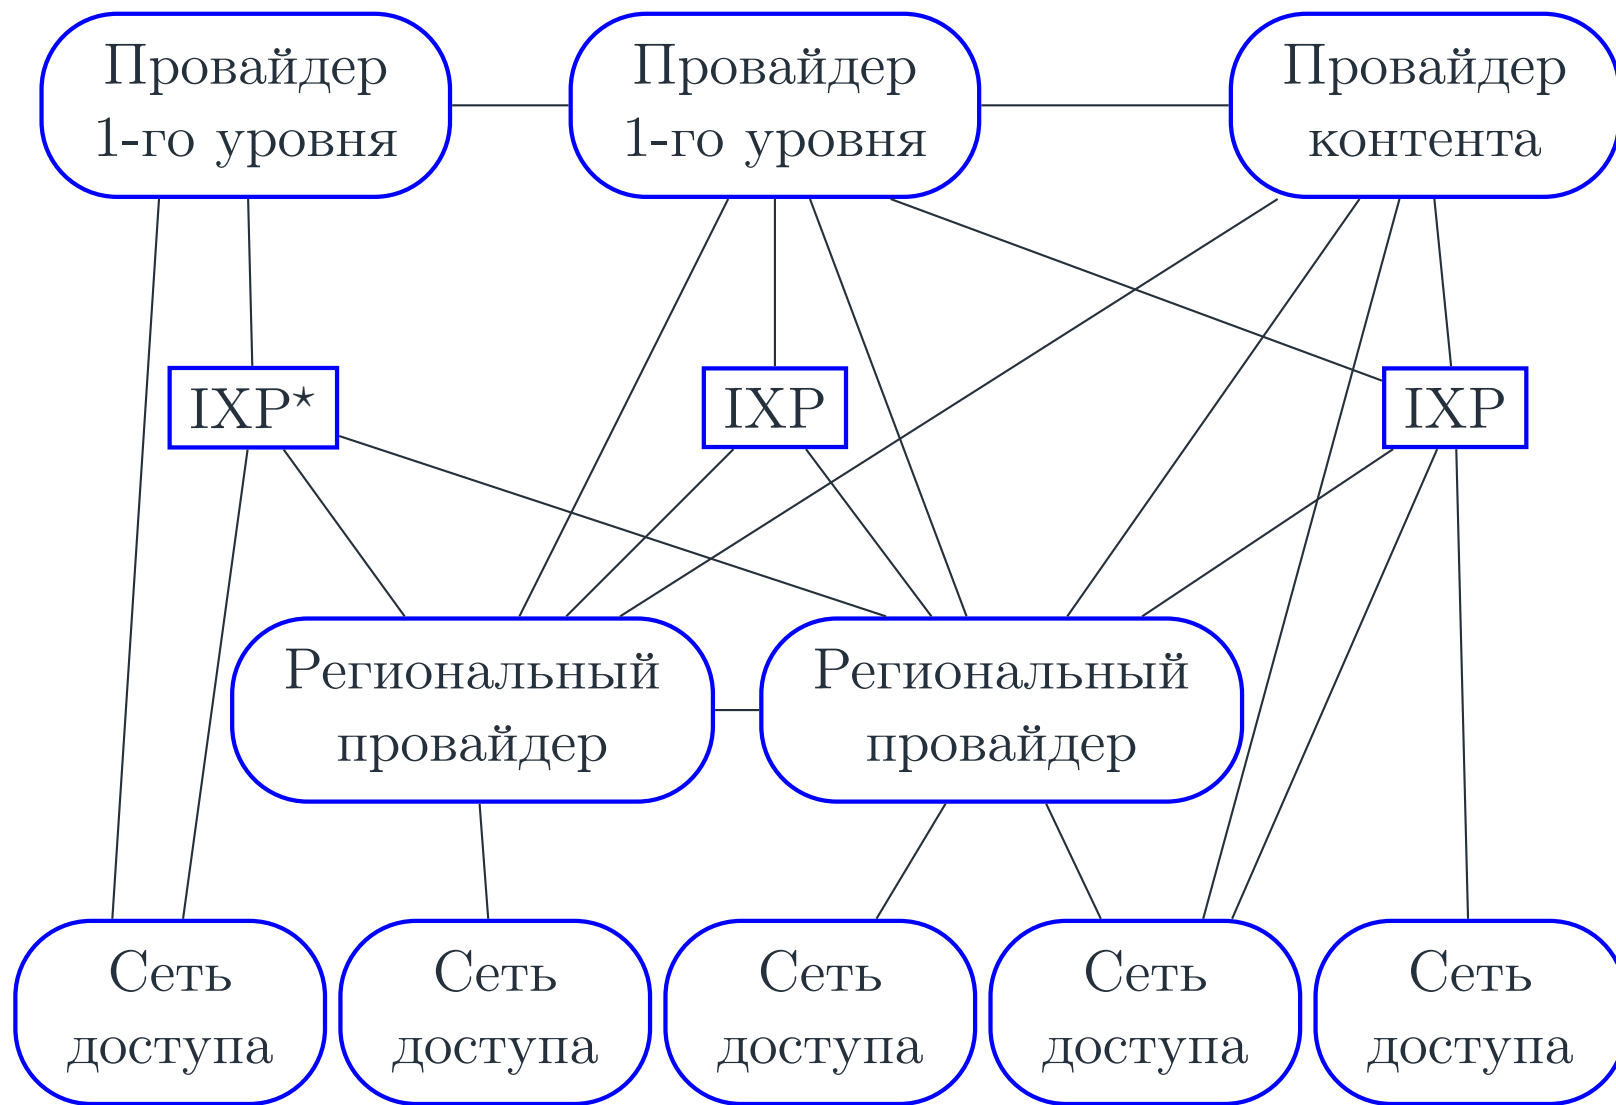 Провайдер
1-го уровня
Провайдер
1-го уровня
Провайдер
контента
IXP⋆
IXP
IXP
Региональный
провайдер
Региональный
провайдер
Сеть
доступа
Сеть
доступа
Сеть
доступа
Сеть
доступа
Сеть
доступа